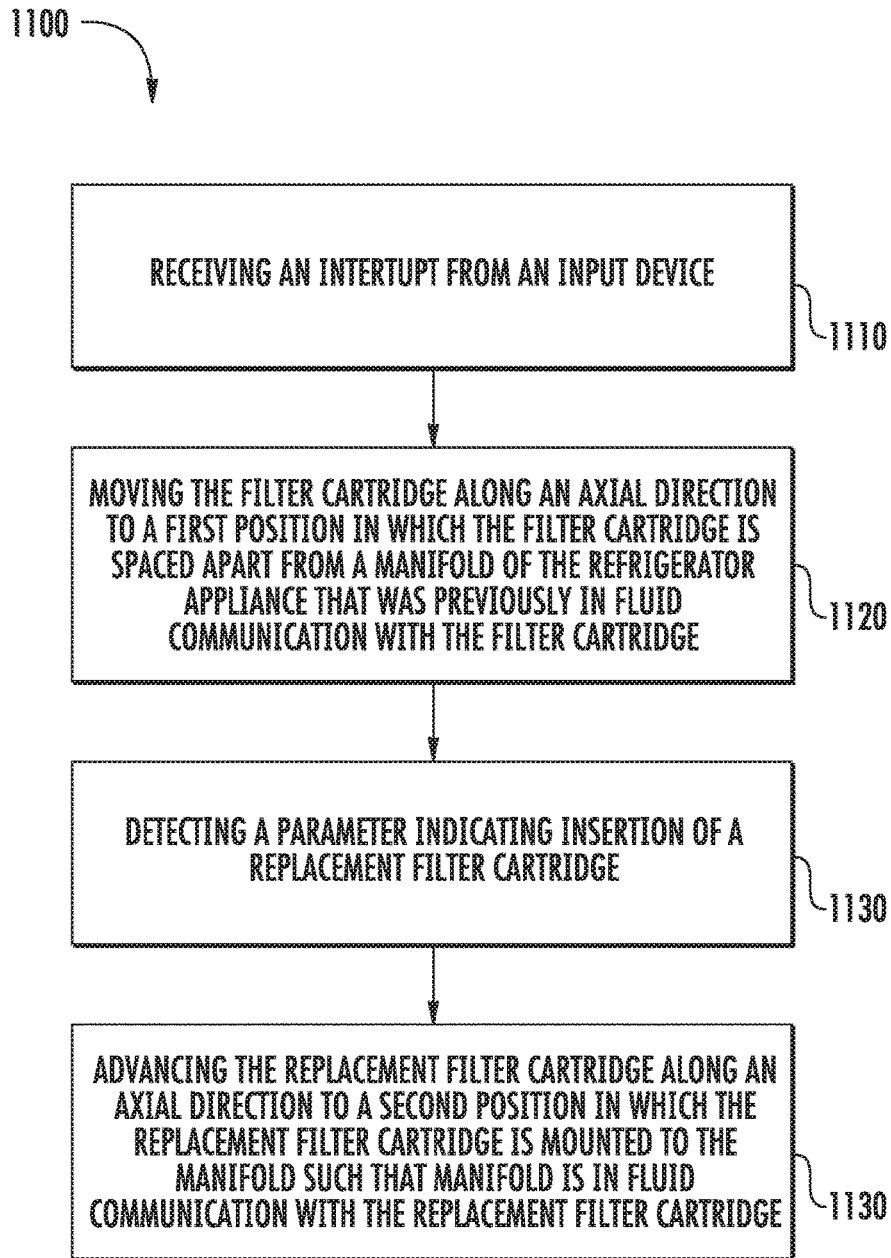 1100
RECEIVING AN INTERTUPT FROM AN INPUT DEVICE
1110
MOVING THE FILTER CARTRIDGE ALONG AN AXIAL DIRECTION
TO A FIRST POSITION IN WHICH THE FILTER CARTRIDGE IS
SPACED APART FROM A MANIFOLD OF THE REFRIGERATOR
APPLIANCE THAT WAS PREVIOUSLY IN FLUID
COMMUNICATION WITH THE FILTER CARTRIDGE
1120
DETECTING A PARAMETER INDICATING INSERTION OF A
REPLACEMENT FILTER CARTRIDGE
1130
ADVANCING THE REPLACEMENT FILTER CARTRIDGE ALONG AN
AXIAL DIRECTION TO A SECOND POSITION IN WHICH THE
REPLACEMENT FILTER CARTRIDGE IS MOUNTED TO THE
MANIFOLD SUCH THAT MANIFOLD IS IN FLUID
COMMUNICATION WITH THE REPLACEMENT FILTER CARTRIDGE
1130